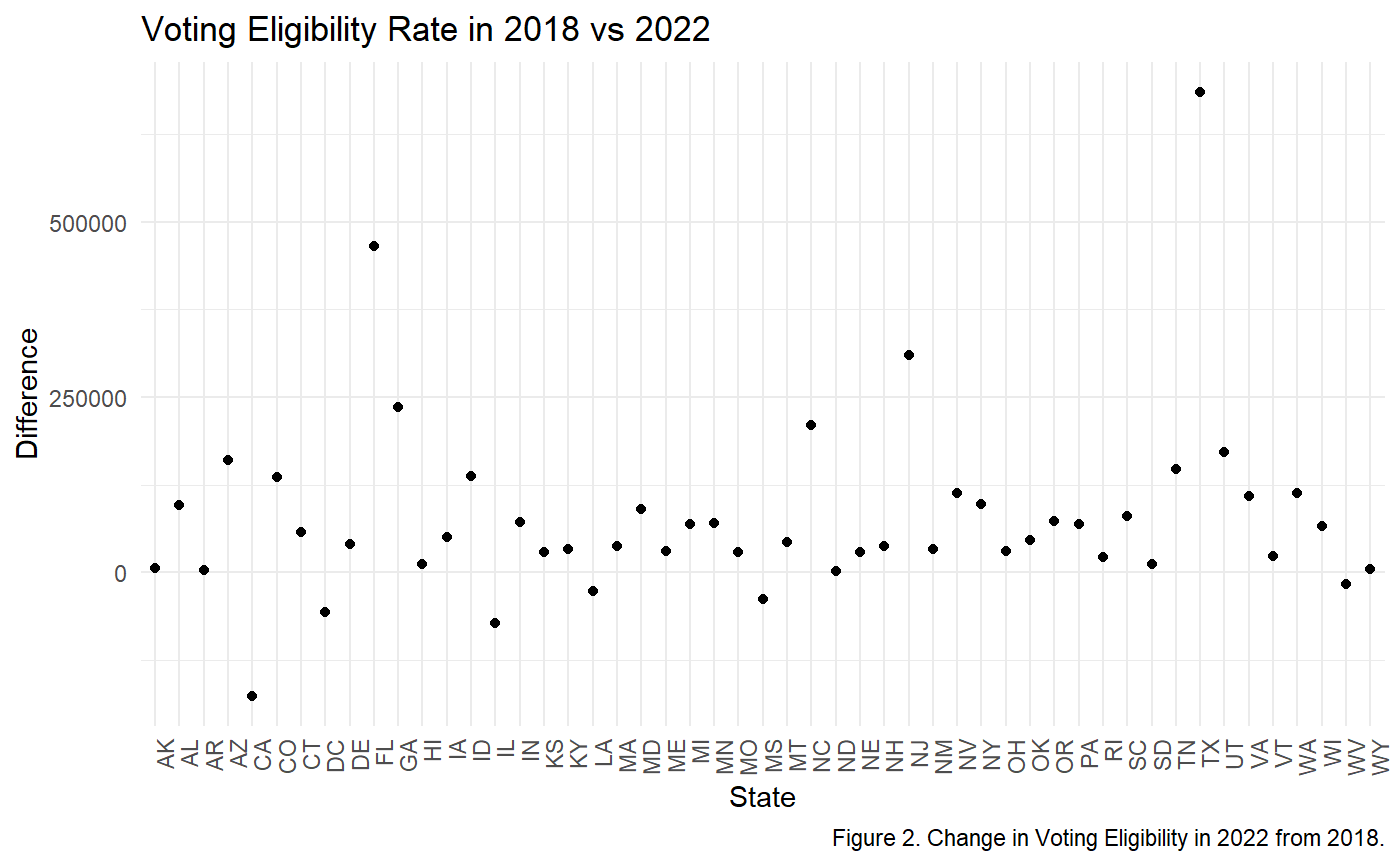 Voting Eligibility Rate in 2018 vs 2022
500000
250000
0
Difference
AK AL AR AZ CA CO CT DC DE FL GA HI IA ID IL IN KS KY LA MA MD ME MI MN MO MS MT NC ND NE NH NJ NM NV NY OH OK OR PA RI SC SD TN TX UT VA VT WA WI WV WY
State
Figure 2. Change in Voting Eligibility in 2022 from 2018.